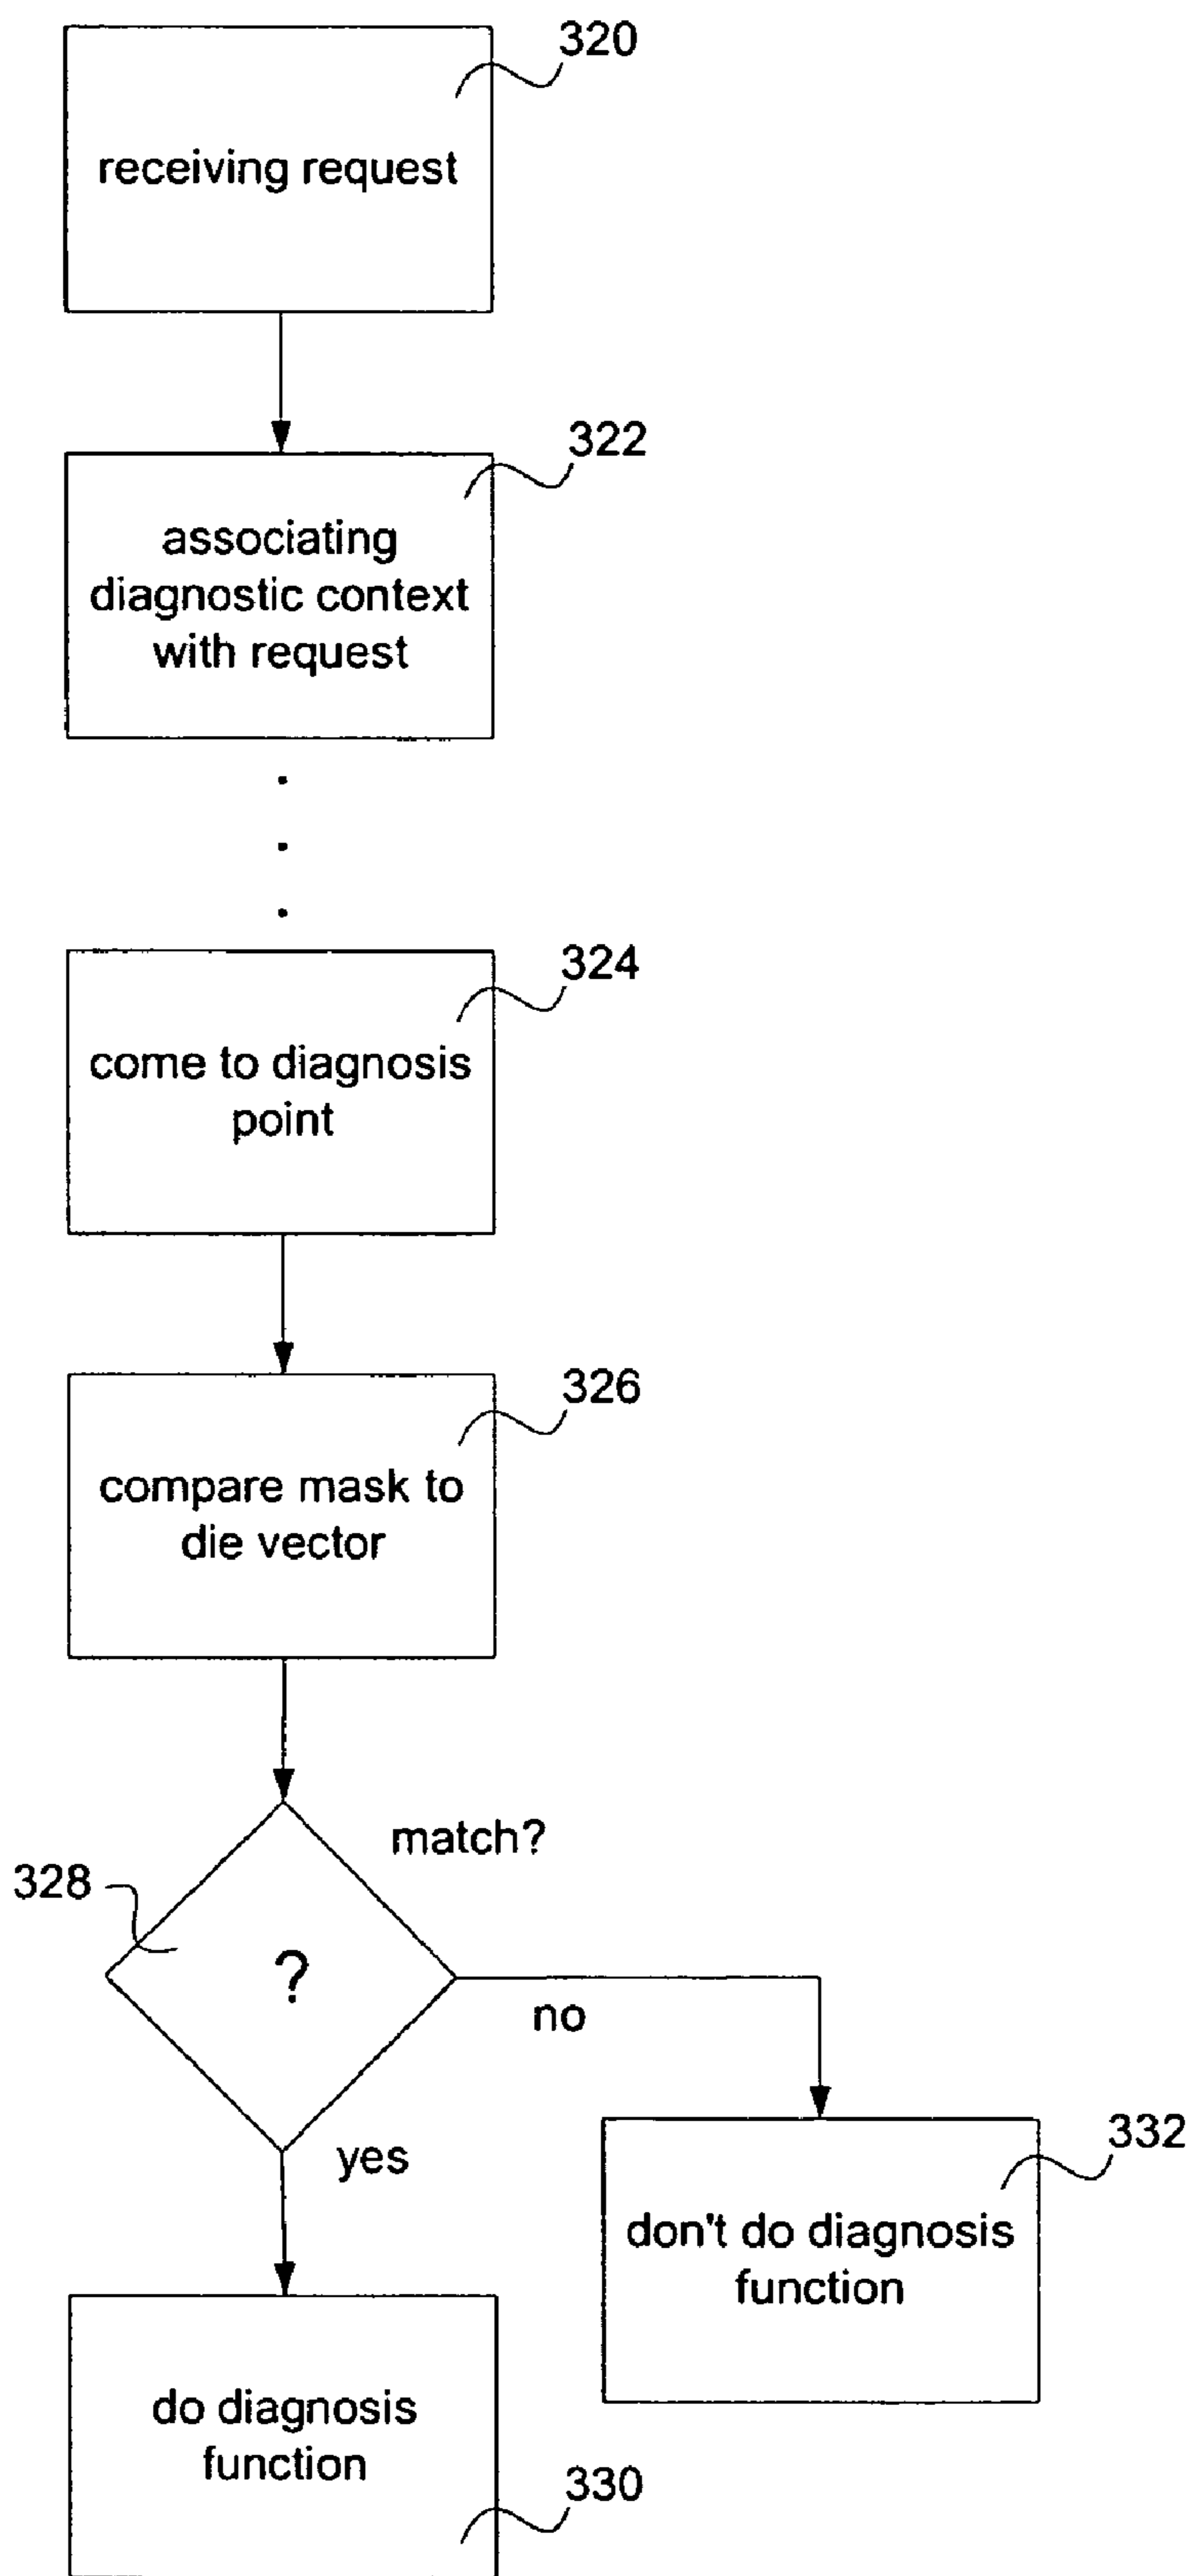 320
receiving request
322
associating
diagnostic context
with request
324
come to diagnosis
point
326
compare mask to
die vector
match?
328
?
no
yes
332
don't do diagnosis
function
do diagnosis
function
330